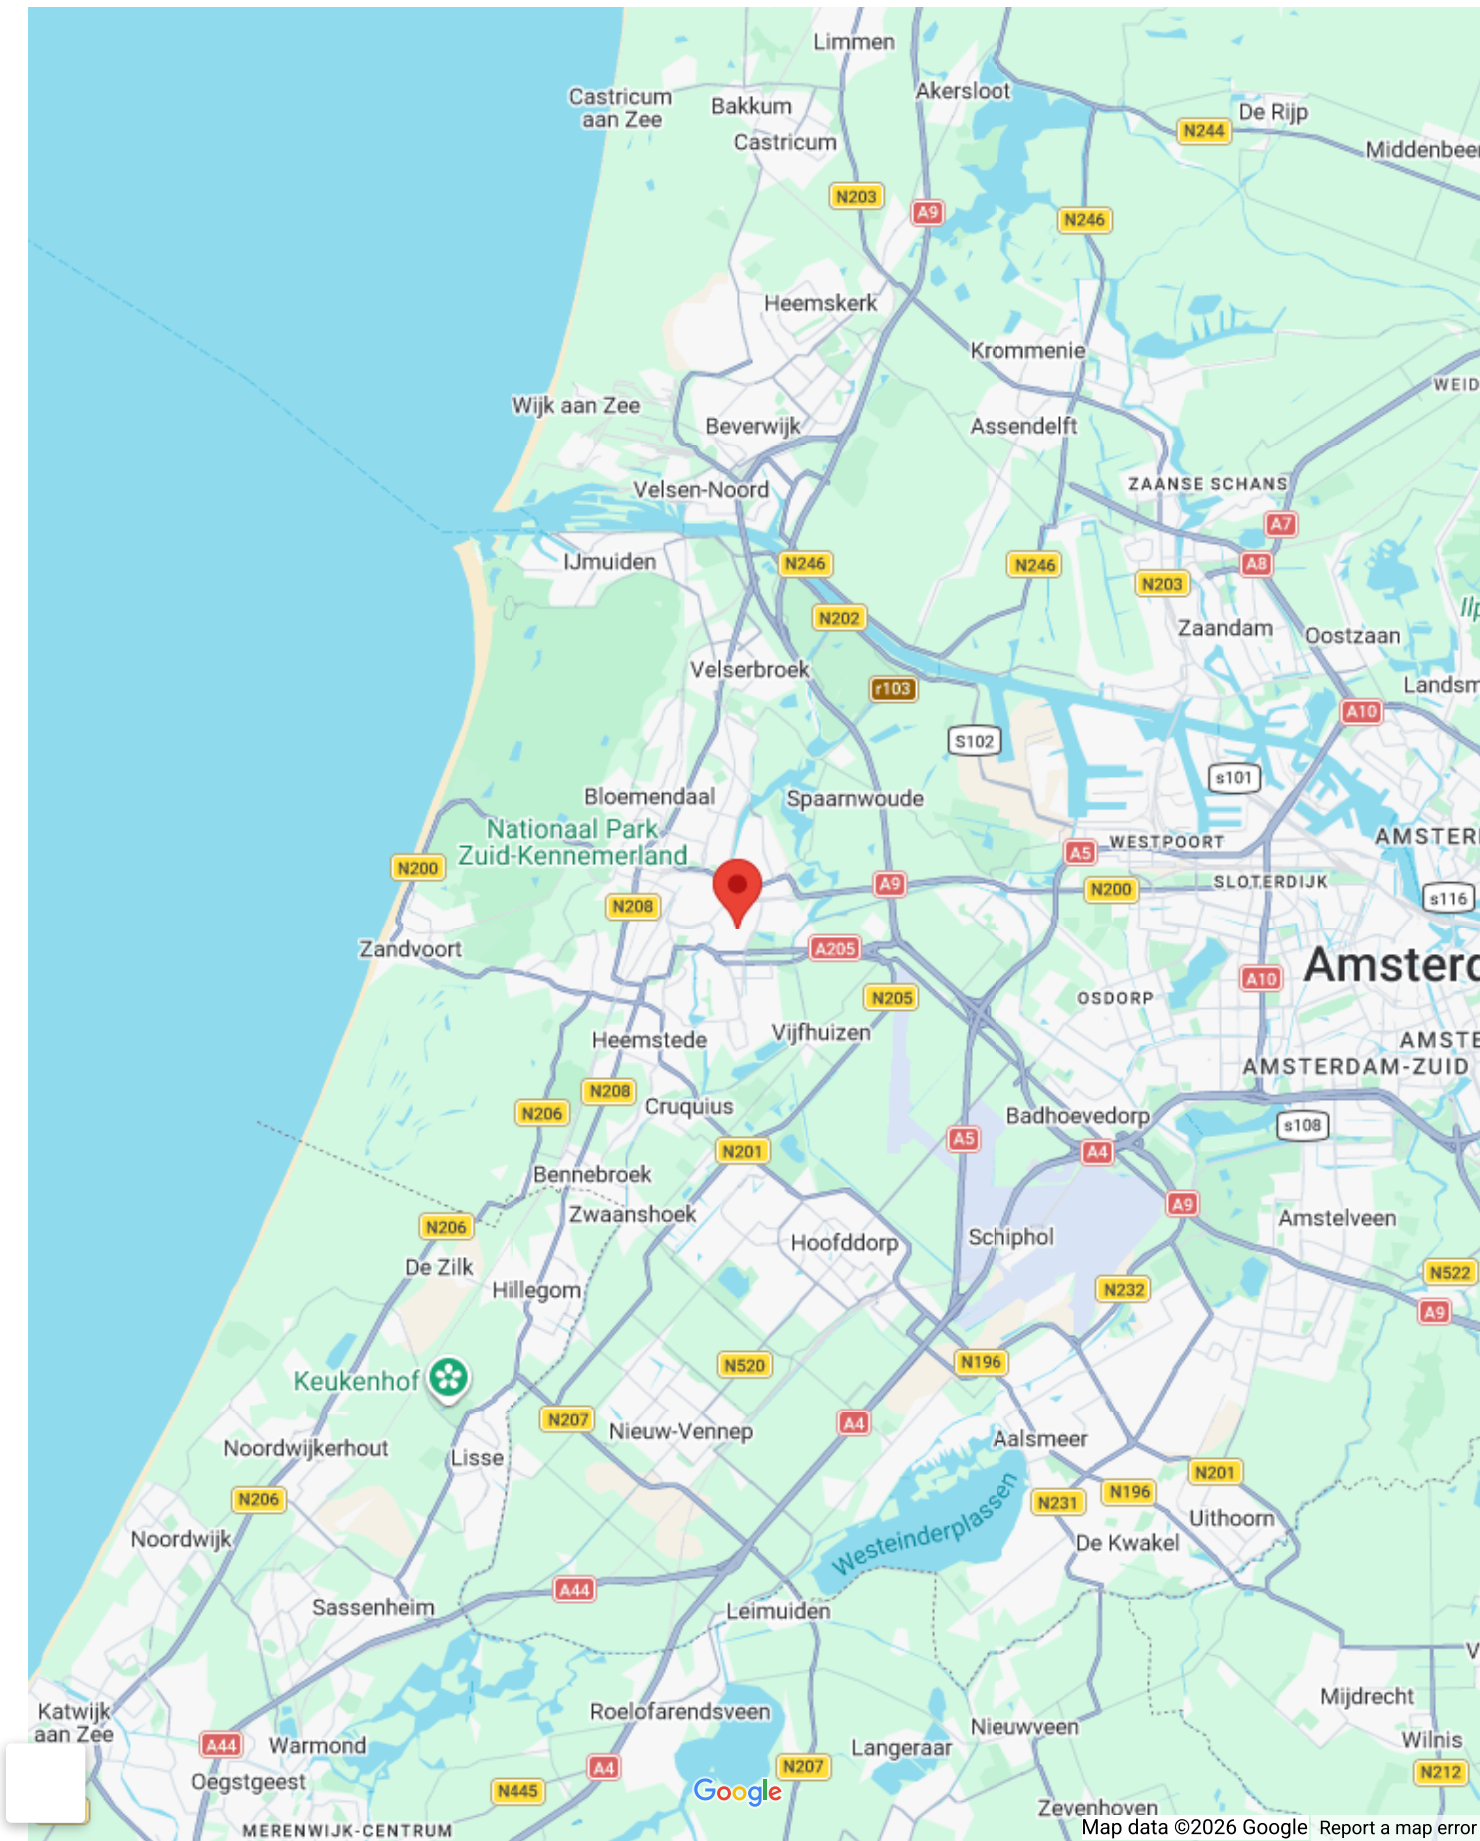 Limmen
Akersloot
Castricum
aan Zee
Bakkum
De Rijp
N244
Castricum
Middenbeer
N203
A9
N246
Heemskerk
Krommenie
WEID
Wijk aan Zee
Beverwijk
Assendelft
ZAANSE SCHANS
Velsen-Noord
A7
IJmuiden
N246
N246
A8
N203
Ilp
N202
Zaandam
Oostzaan
Velserbroek
r103
Landsm
A10
S102
s101
Bloemendaal
Spaarnwoude
Nationaal Park
Zuid-Kennemerland
WESTPOORT
AMSTER
A5
N200
A9
N200
SLOTERDIJK
s116
N208
Zandvoort
A205
Amsterd
A10
N205
OSDORP
Heemstede
Vijfhuizen
AMSTE
AMSTERDAM-ZUID
N208
N206
Cruquius
Badhoevedorp
s108
A5
A4
N201
Bennebroek
A9
Zwaanshoek
N206
Amstelveen
Hoofddorp
Schiphol
De Zilk
N522
Hillegom
N232
A9
N520
N196
Keukenhof
N207
Nieuw-Vennep
A4
Aalsmeer
Noordwijkerhout
Lisse
N201
N206
N231
N196
Westeinderplassen
Uithoorn
Noordwijk
De Kwakel
A44
Sassenheim
Leimuiden
V
Mijdrecht
Katwijk
aan Zee
Roelofarendsveen
Nieuwveen
A44
Warmond
Langeraar
Wilnis
A4
N207
N212
Oegstgeest
N445
Google
Zevenhoven
MERENWIJK-CENTRUM
Map data ©2026 Google
Report a map error